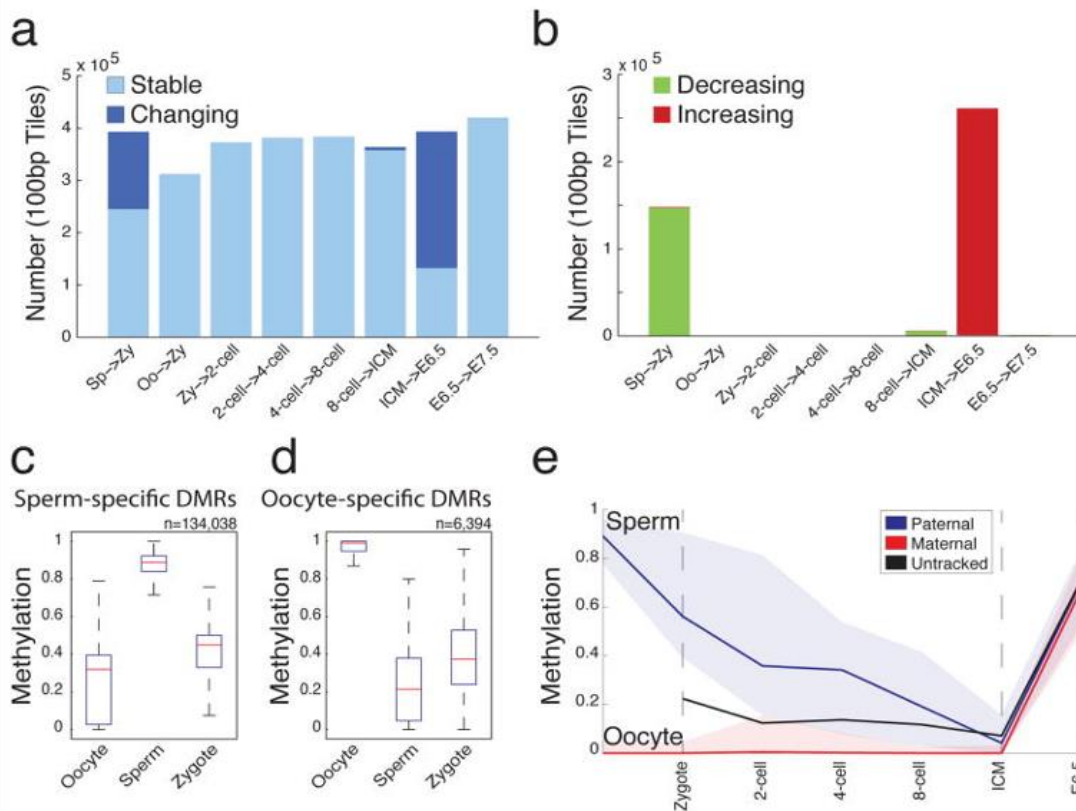 a
x 10⁵
5
4
3
2
1
0
Number (100bp Tiles)
Stable
Changing
Sp->Zy
Oo->Zy
Zy->2-cell
2-cell->4-cell
4-cell->8-cell
8-cell->ICM
ICM->E6.5
E6.5->E7.5
b
x 10⁵
3
2
1
0
Number (100bp Tiles)
Decreasing
Increasing
Sp->Zy
Oo->Zy
Zy->2-cell
2-cell->4-cell
4-cell->8-cell
8-cell->ICM
ICM->E6.5
E6.5->E7.5
c
Sperm-specific DMRs
n=134,038
Methylation
1
0.8
0.6
0.4
0.2
0
Oocyte
Sperm
Zygote
d
Oocyte-specific DMRs
n=6,394
Methylation
1
0.8
0.6
0.4
0.2
0
Oocyte
Sperm
Zygote
e
Methylation
1
0.8
0.6
0.4
0.2
0
Sperm
Oocyte
Paternal
Maternal
Untracked
Zygote
2-cell
4-cell
8-cell
ICM
E6.5